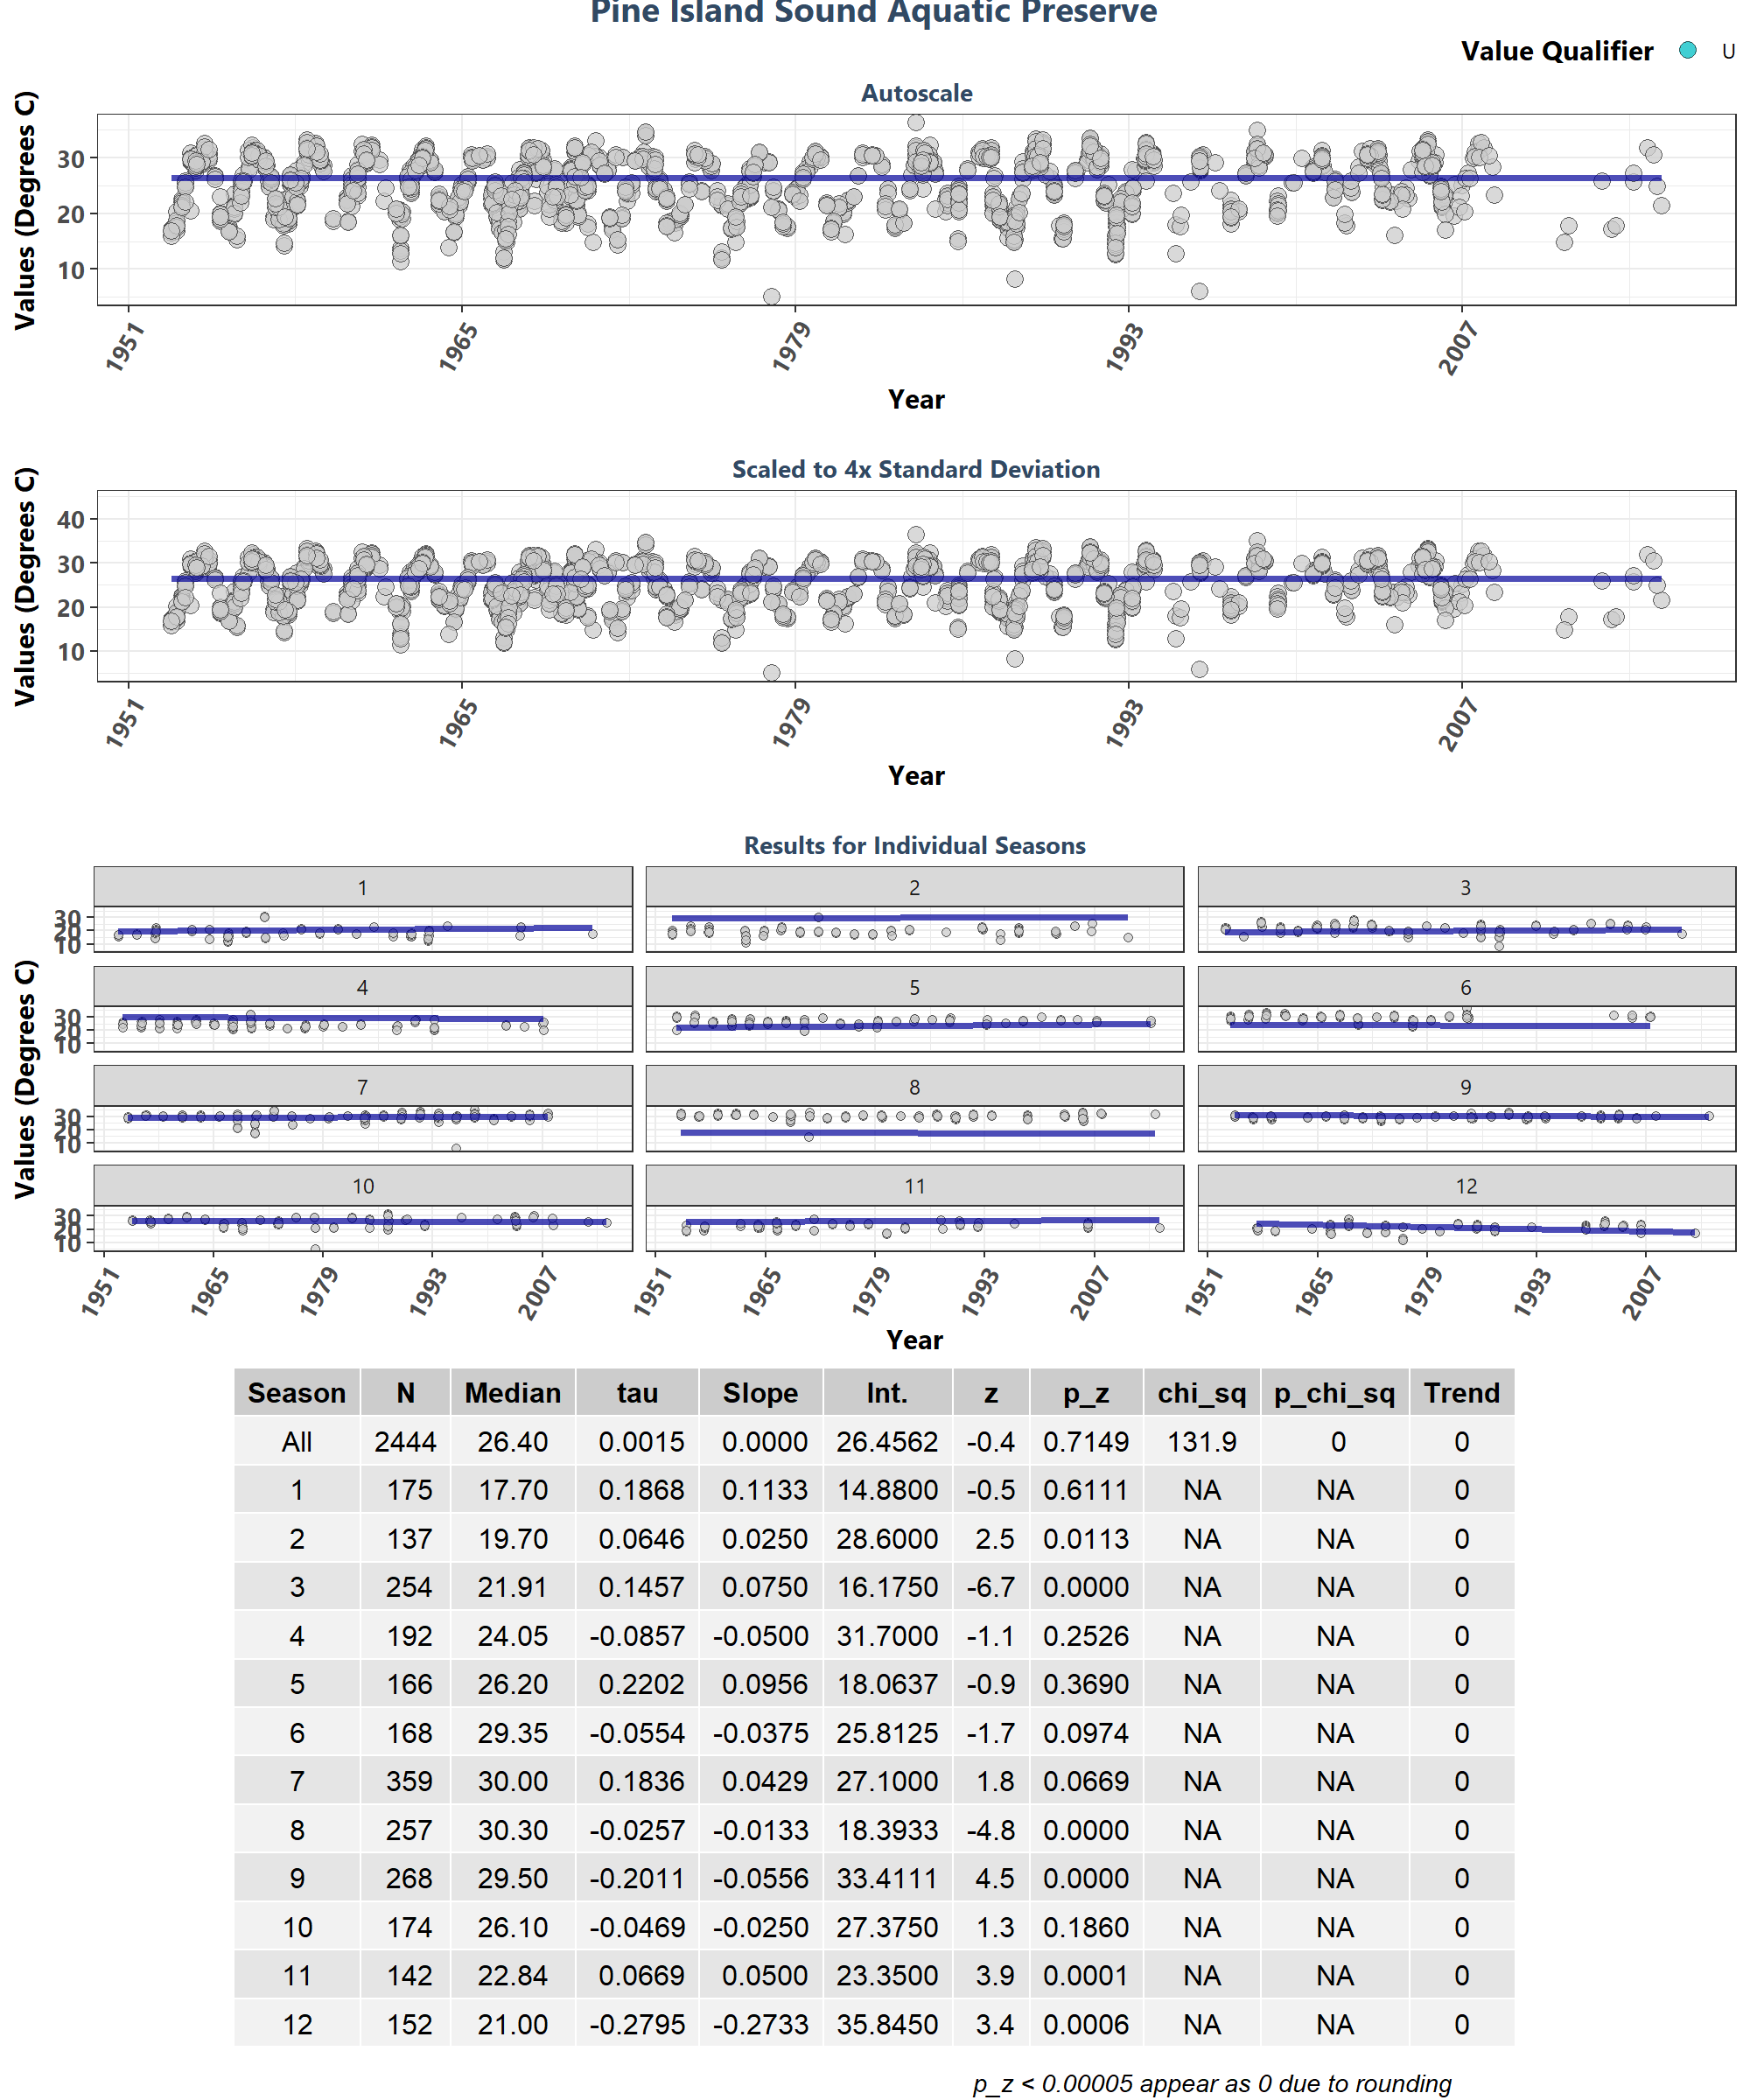 Pine Island Sound Aquatic Preserve
Value Qualifier U
Autoscale
Values (Degrees C)
30
20
10
1951 1965 1979 1993 2007
Year
Scaled to 4x Standard Deviation
Values (Degrees C)
40
30
20
10
1951 1965 1979 1993 2007
Year
Results for Individual Seasons
Values (Degrees C)
1 2 3
30
20
10
4 5 6
30
20
10
7 8 9
30
20
10
10 11 12
30
20
10
1951 1965 1979 1993 2007 1951 1965 1979 1993 2007 1951 1965 1979 1993 2007
Year
Season N Median tau Slope Int. z p_z chi_sq p_chi_sq Trend
All 2444 26.40 0.0015 0.0000 26.4562 -0.4 0.7149 131.9 0 0
1 175 17.70 0.1868 0.1133 14.8800 -0.5 0.6111 NA NA 0
2 137 19.70 0.0646 0.0250 28.6000 2.5 0.0113 NA NA 0
3 254 21.91 0.1457 0.0750 16.1750 -6.7 0.0000 NA NA 0
4 192 24.05 -0.0857 -0.0500 31.7000 -1.1 0.2526 NA NA 0
5 166 26.20 0.2202 0.0956 18.0637 -0.9 0.3690 NA NA 0
6 168 29.35 -0.0554 -0.0375 25.8125 -1.7 0.0974 NA NA 0
7 359 30.00 0.1836 0.0429 27.1000 1.8 0.0669 NA NA 0
8 257 30.30 -0.0257 -0.0133 18.3933 -4.8 0.0000 NA NA 0
9 268 29.50 -0.2011 -0.0556 33.4111 4.5 0.0000 NA NA 0
10 174 26.10 -0.0469 -0.0250 27.3750 1.3 0.1860 NA NA 0
11 142 22.84 0.0669 0.0500 23.3500 3.9 0.0001 NA NA 0
12 152 21.00 -0.2795 -0.2733 35.8450 3.4 0.0006 NA NA 0
p_z < 0.00005 appear as 0 due to rounding